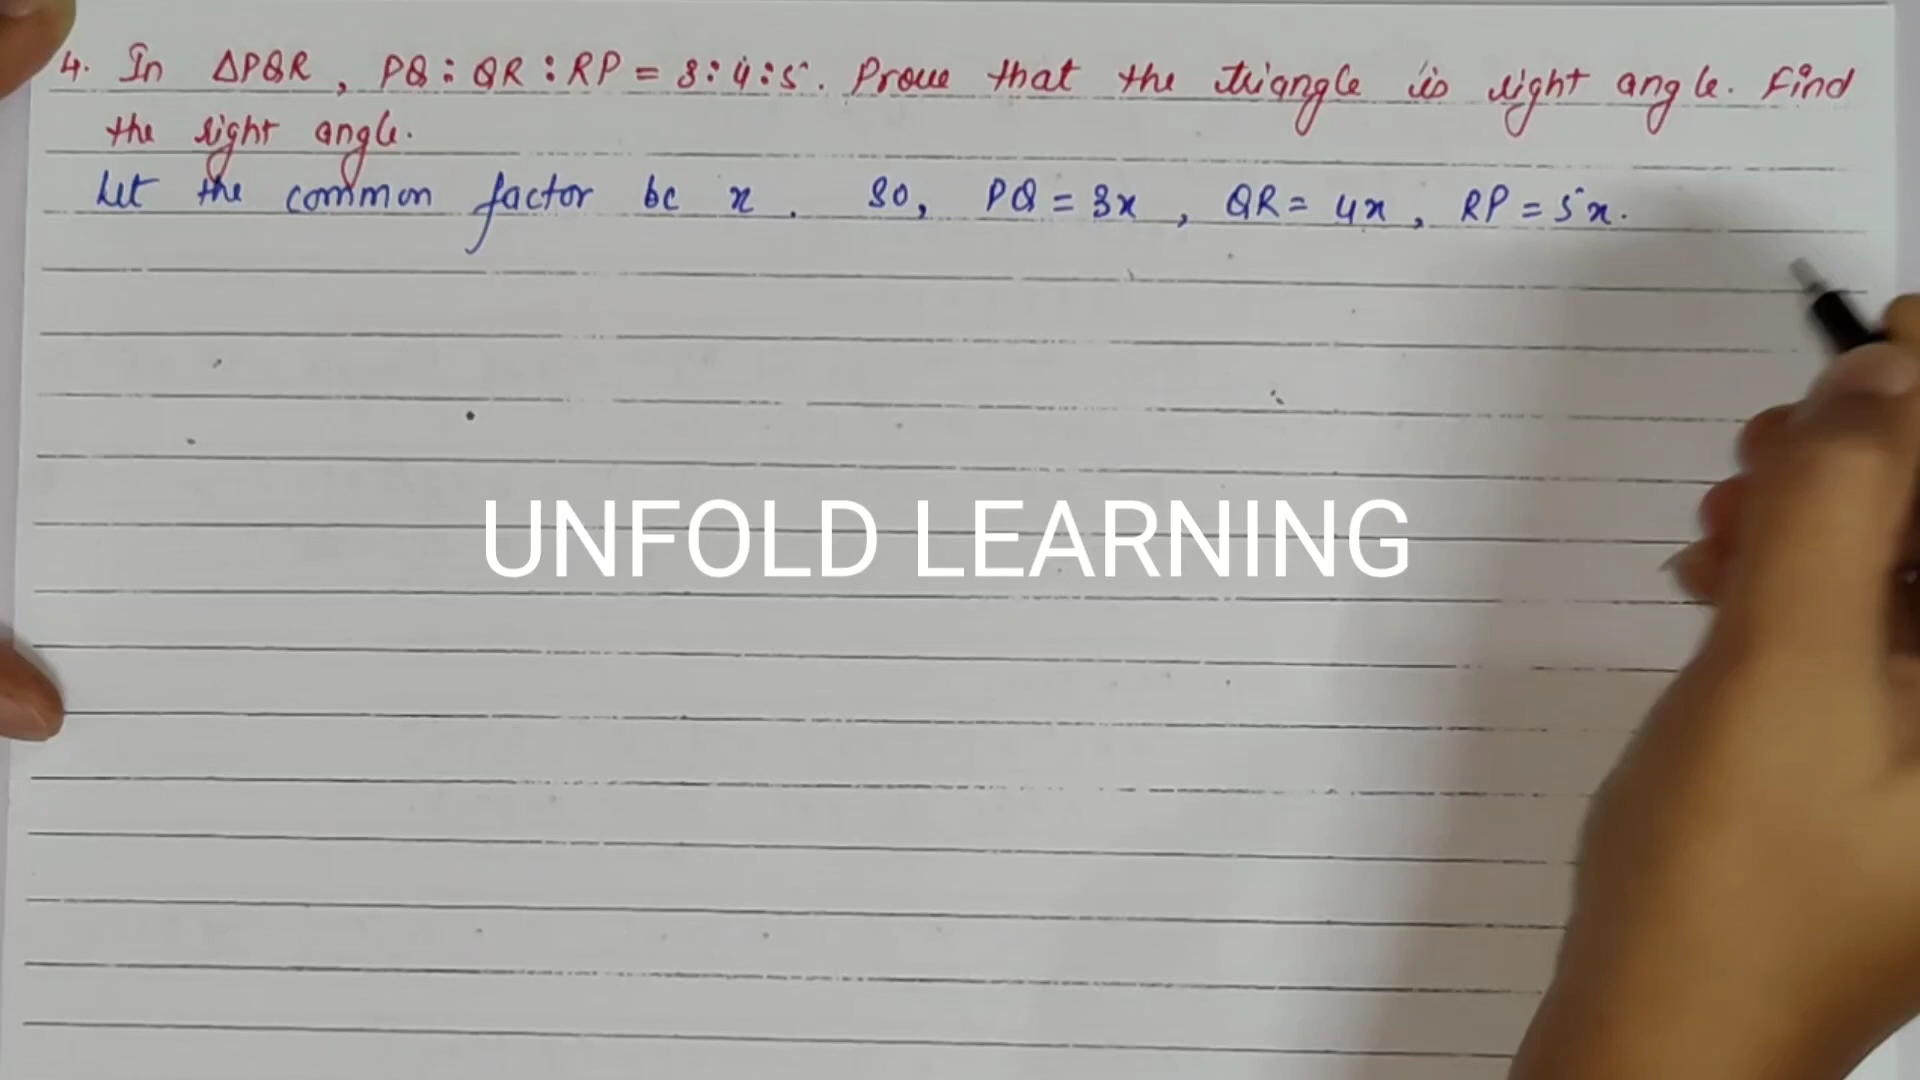 4. In ΔPQR, PQ:QR:RP = 3:4:5. Prove that the triangle is right angle. Find
the right angle.
Let the common factor be x. So, PQ = 3x, QR = 4x, RP = 5x.
UNFOLD LEARNING